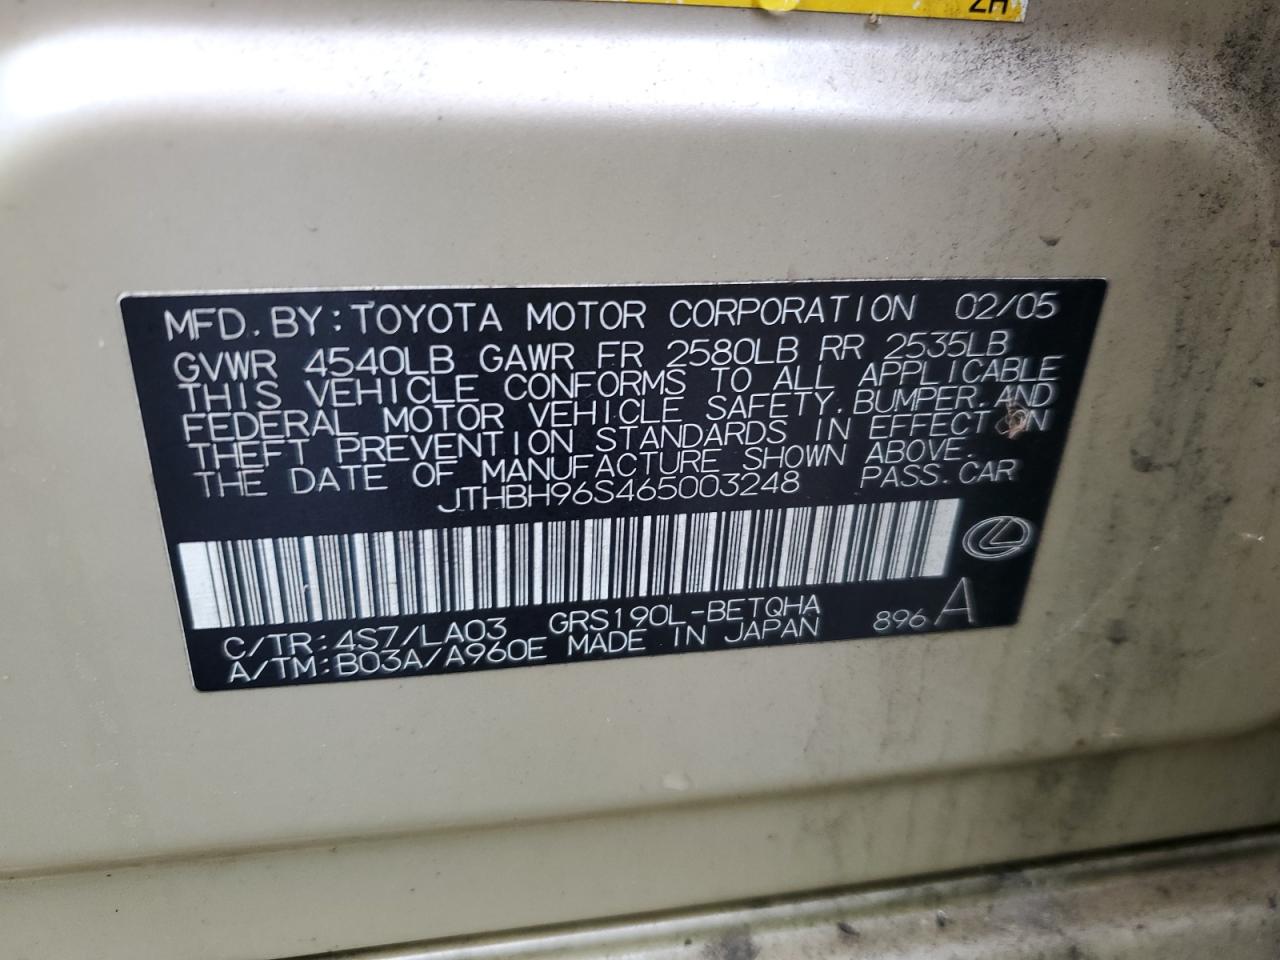 2H
MFD. BY: TOYOTA MOTOR CORPORATION 02/05
GVWR 4540LB GAWR FR 2580LB RR 2535LB
THIS VEHICLE CONFORMS TO ALL APPLICABLE
FEDERAL MOTOR VEHICLE SAFETY, BUMPER, AND
THEFT PREVENTION STANDARDS IN EFFECT ON
THE DATE OF MANUFACTURE SHOWN ABOVE.
JTHBH96S465003248 PASS. CAR
C/TR: 4S7/LA03 GRS190L-BETQHA 896 A
A/TM: B03A/A960E MADE IN JAPAN